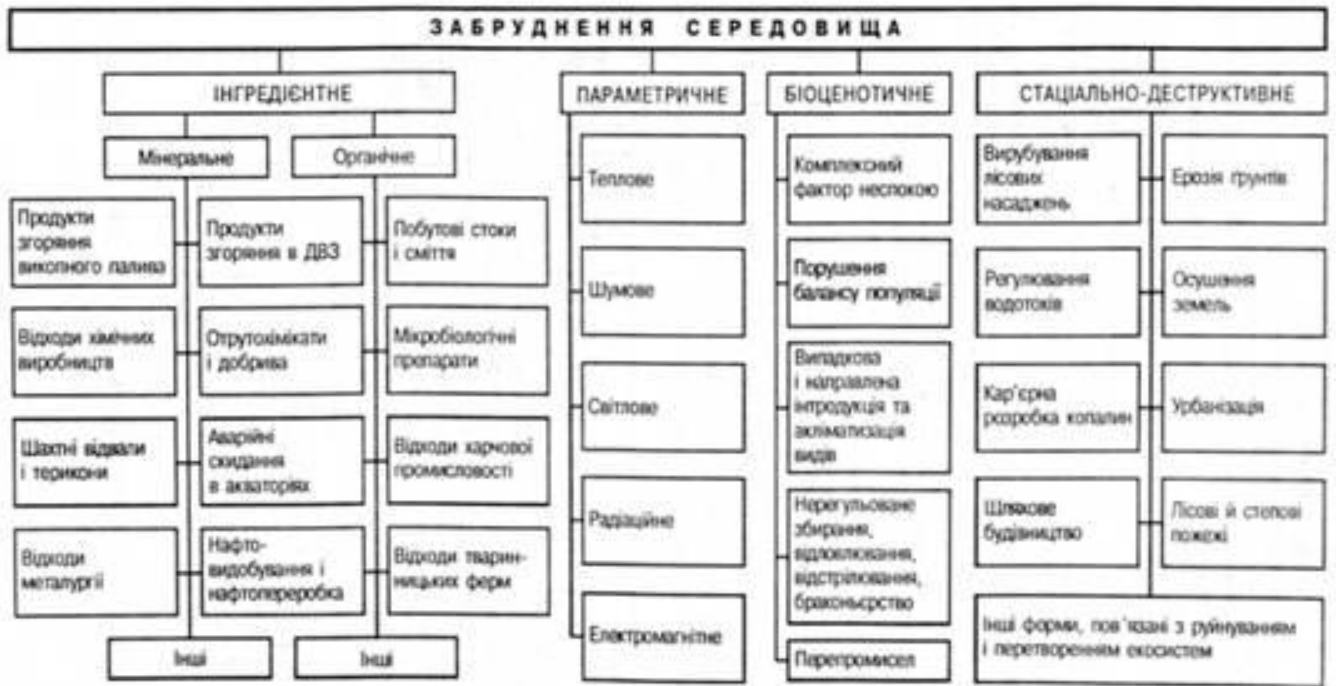 ЗАБРУДНЕННЯ СЕРЕДОВИЩА
ІНГРЕДІЄНТНЕ
Мінеральне
Органічне
Продукти
згоряння
викопного палива
Продукти
згоряння в ДВЗ
Побутові стоки
і сміття
Відходи хімічних
виробництв
Отрутохімікати
і добрива
Мікробіологічні
препарати
Шахтні відвали
і терикони
Аварійні
скидання
в акваторіях
Відходи харчової
промисловості
Відходи
металургії
Нафто-
видобування і
нафтопереробка
Відходи тварин-
ницьких ферм
Інші
Інші
ПАРАМЕТРИЧНЕ
Теплове
Шумове
Світлове
Радіаційне
Електромагнітне
БІОЦЕНОТИЧНЕ
Комплексний
фактор неспокою
Порушення
балансу популяції
Випадкова
і направлена
інтродукція та
акліматизація
видів
Нерегульоване
збирання,
відловлювання,
відстрілювання,
браконьєрство
Перепромисел
СТАЦІАЛЬНО-ДЕСТРУКТИВНЕ
Вирубування
лісових
насаджень
Ерозія ґрунтів
Регулювання
водотоків
Осушення
земель
Кар'єрна
розробка копалин
Урбанізація
Шляхове
будівництво
Лісові й степові
пожежі
Інші форми, пов'язані з руйнуванням
і перетворенням екосистем